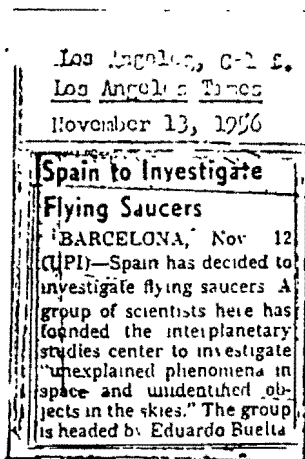 Los Angeles,
Los Angeles Times
November 13, 1956
Spain to Investigate
Flying Saucers
BARCELONA, Nov 12
(UPI)—Spain has decided to
investigate flying saucers A
group of scientists here has
founded the interplanetary
studies center to investigate
"unexplained phenomena in
space and unidentified ob-
jects in the skies." The group
is headed by Eduardo Buelta